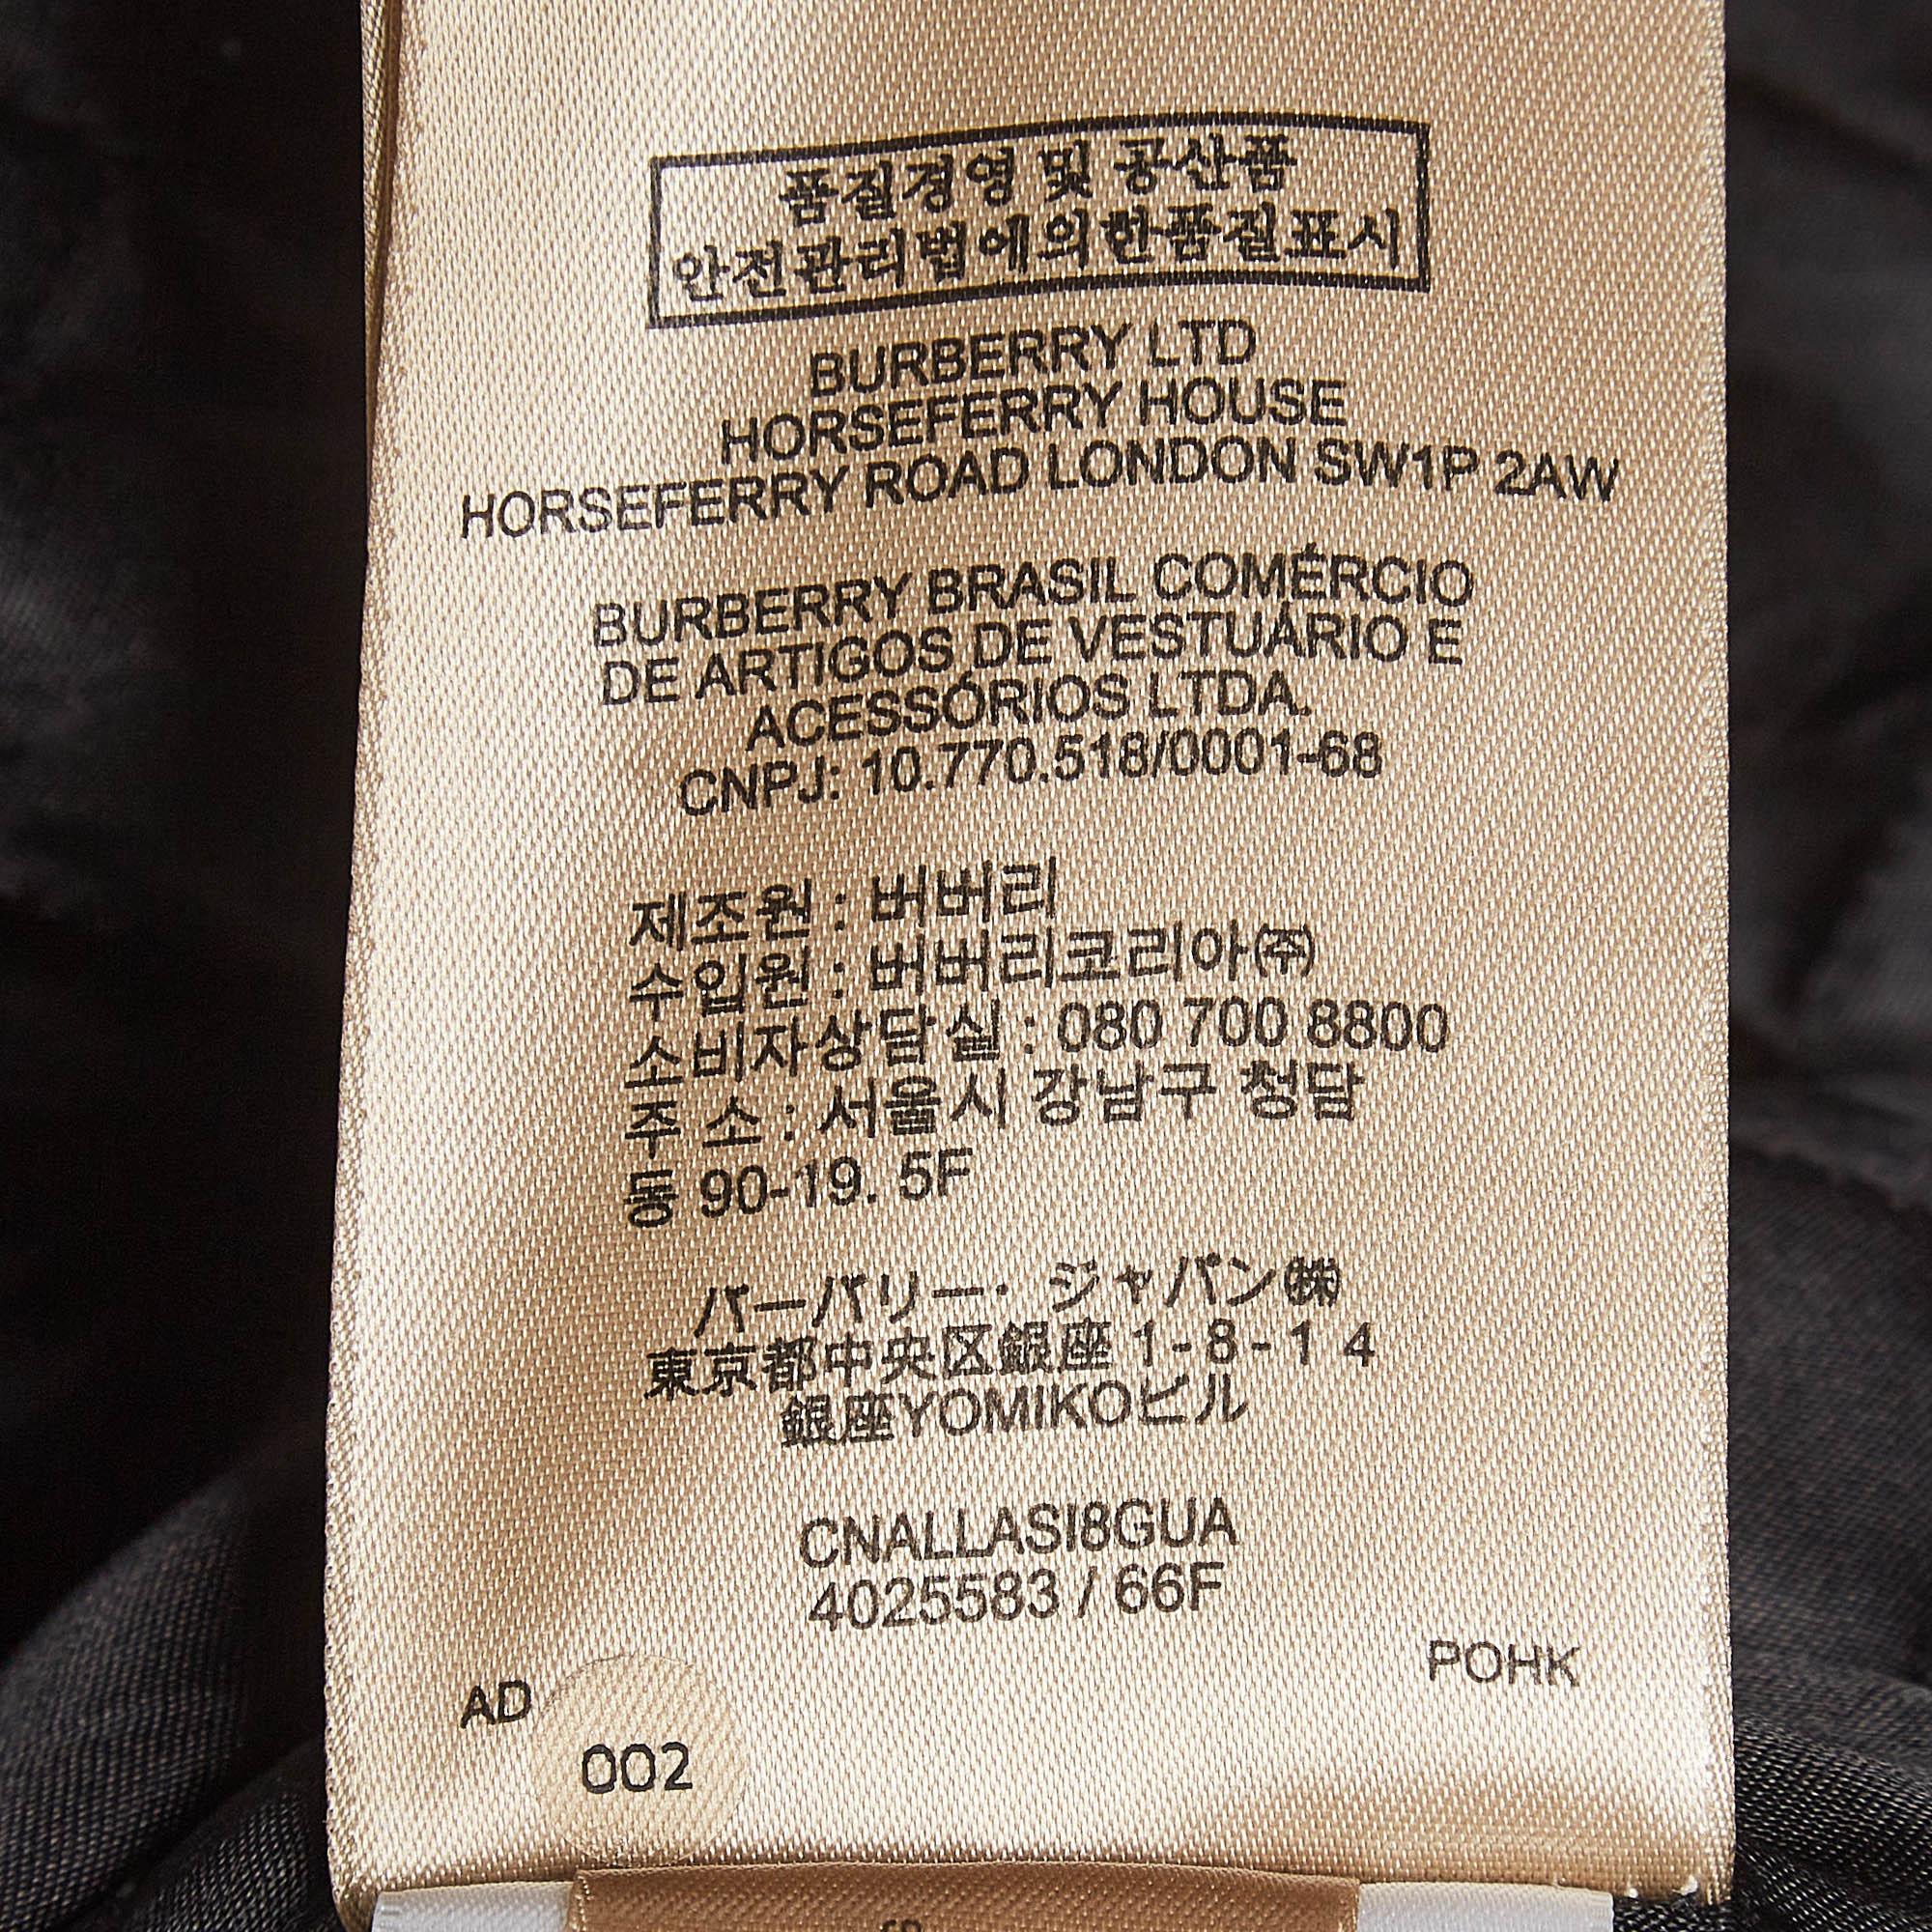 품질경영 및 공산품
안전관리법에의한품질표시
BURBERRY LTD
HORSEFERRY HOUSE
HORSEFERRY ROAD LONDON SW1P 2AW
BURBERRY BRASIL COMÉRCIO
DE ARTIGOS DE VESTUÁRIO E
ACESSÓRIOS LTDA.
CNPJ: 10.770.518/0001-68
제조원 : 버버리
수입원 : 버버리코리아㈜
소비자상담실 : 080 700 8800
주 소 : 서울시 강남구 청담
동 90-19. 5F
バーバリー・ジャパン㈱
東京都中央区銀座 1-8-14
銀座YOMIKOビル
CNALLASI8GUA
4025583 / 66F
POHK
AD
002